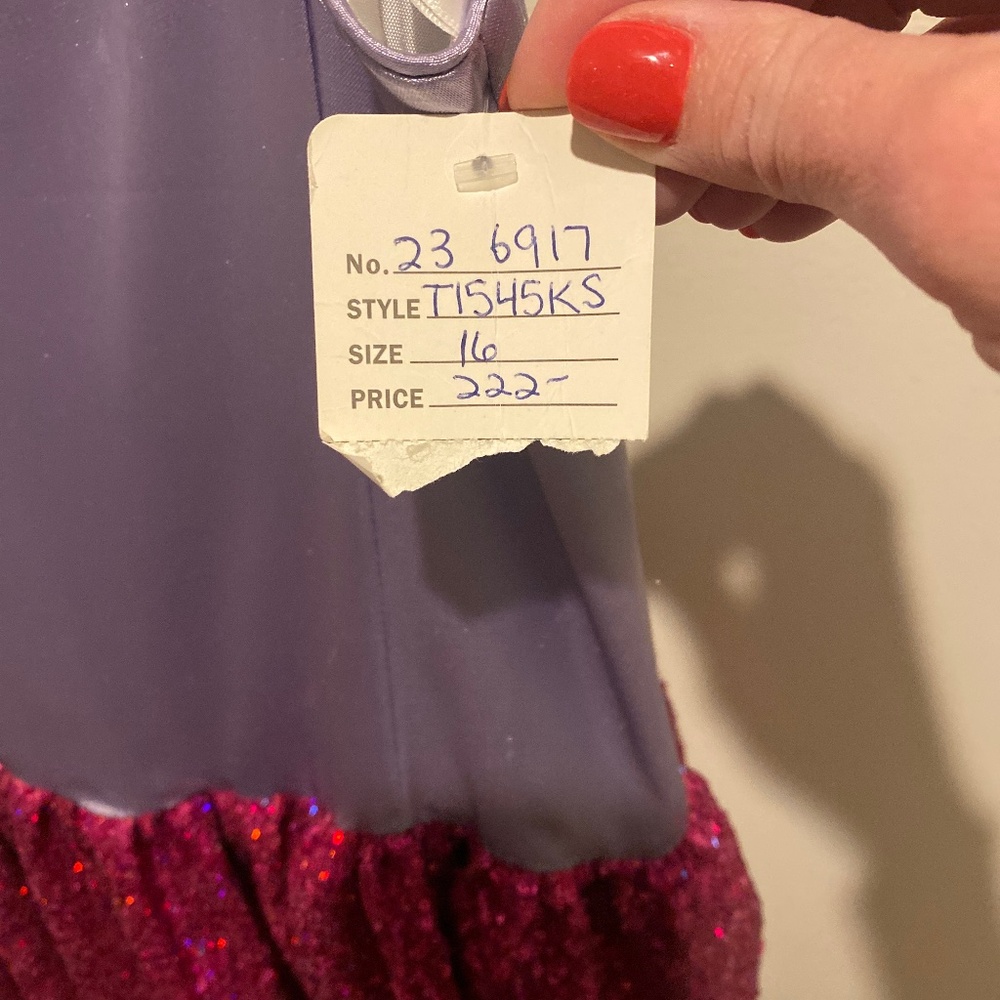 No. 23 6917
STYLE T1545KS
SIZE 16
PRICE 222-